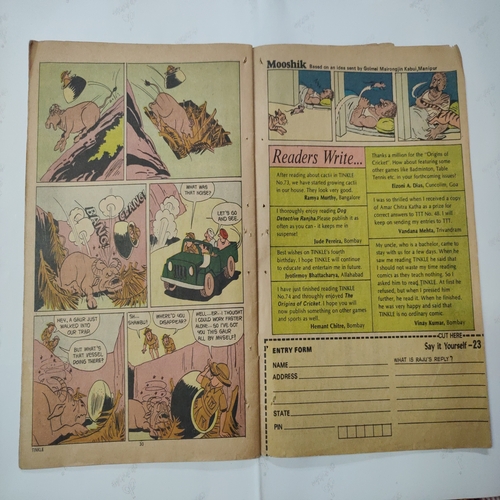 BANG!
CLANG!
WHAT WAS
THAT NOISE?
LET'S GO
AND SEE.
HEY, A GAUR JUST
WALKED INTO
OUR TRAP.
BUT WHAT'S
THAT VESSEL
DOING THERE?
SK...
SHAMBU!
WHERE'D YOU
DISAPPEAR?
WELL...ER...I THOUGHT
I COULD WORK FASTER
ALONE— SO I'VE GOT
YOU THIS GAUR
ALL BY MYSELF!
TINKLE
Mooshik
Based on an idea sent by
Kabui, Manipur
Readers Write...
After reading about cacti in TINKLE
No.73, we have started growing cacti
in our house. They look very good.
Ramya Murthy, Bangalore
I thoroughly enjoy reading Dog
Detective Ranjha. Please publish it as
often as you can - it keeps me in
suspense!
Jude Pereira, Bombay
Best wishes on TINKLE's fourth
birthday. I hope TINKLE will continue
to educate and entertain me in future.
Jyotirmoy Bhattacharya, Allahabad
I have just finished reading TINKLE
No.74 and thoroughly enjoyed The
Origins of Cricket. I hope you will
now publish something on other
games and sports as well.
Hemant Chitre, Bombay
Thanks a million for the "Origins of
Cricket". How about featuring some
other games like Badminton, Table
Tennis etc. in your forthcoming issues!
A. Dias, Curtorim, Goa
I was so thrilled when I received a copy
of Amar Chitra Katha as a prize for
correct answers to TTT No. 48. I will
keep on sending my entries to TTT.
Vandana Mehta, Trivandrum
My uncle, who is a bachelor, came to
stay with us for a few days. When he
saw me reading TINKLE he said that
I should not waste my time reading
comics as they teach nothing. So I
asked him to read TINKLE. At first he
refused, but when I pressed him
further, he read it. When he finished, he
was very happy and said that
TINKLE is no ordinary comic.
Vinay Kumar, Bombay
CUT HERE
ENTRY FORM
Say it Yourself -23
NAME
WHAT IS RAJU'S REPLY?
ADDRESS
STATE
PIN